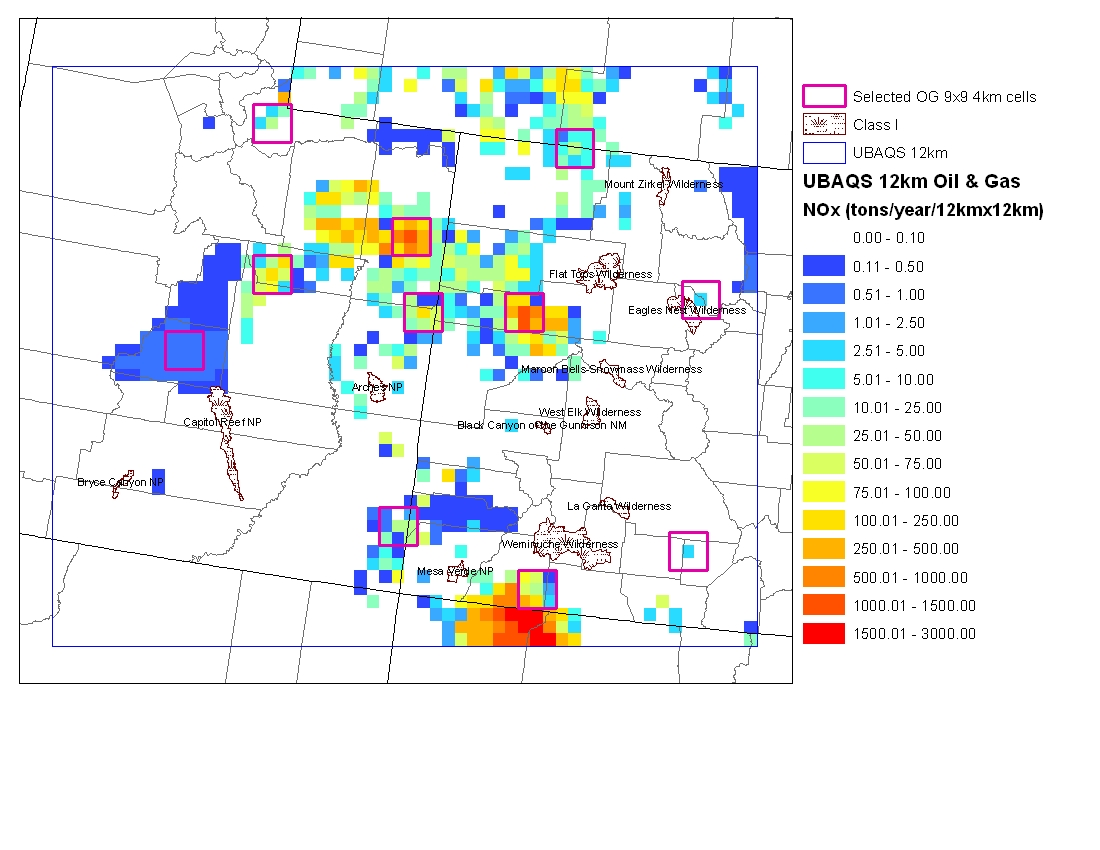 Selected OG 9x9 4km cells
Class I
UBAQS 12km
UBAQS 12km Oil & Gas
NOx (tons/year/12kmx12km)
0.00 - 0.10
0.11 - 0.50
0.51 - 1.00
1.01 - 2.50
2.51 - 5.00
5.01 - 10.00
10.01 - 25.00
25.01 - 50.00
50.01 - 75.00
75.01 - 100.00
100.01 - 250.00
250.01 - 500.00
500.01 - 1000.00
1000.01 - 1500.00
1500.01 - 3000.00
Mount Zirkel Wilderness
Flat Tops Wilderness
Eagles Nest Wilderness
Maroon Bells-Snowmass Wilderness
Arches NP
West Elk Wilderness
Capitol Reef NP
Black Canyon of the Gunnison NM
Bryce Canyon NP
La Garita Wilderness
Weminuche Wilderness
Mesa Verde NP